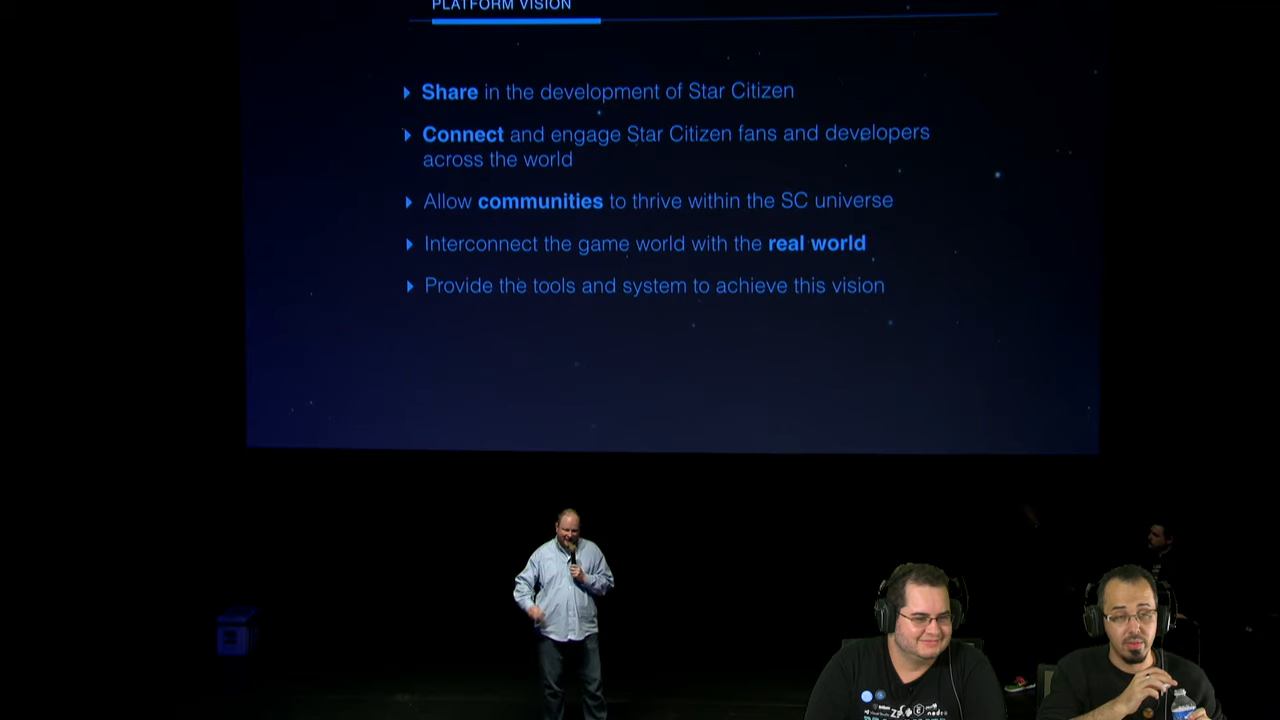 PLATFORM VISION
Share in the development of Star Citizen
Connect and engage Star Citizen fans and developers
across the world
Allow communities to thrive within the SC universe
Interconnect the game world with the real world
Provide the tools and system to achieve this vision